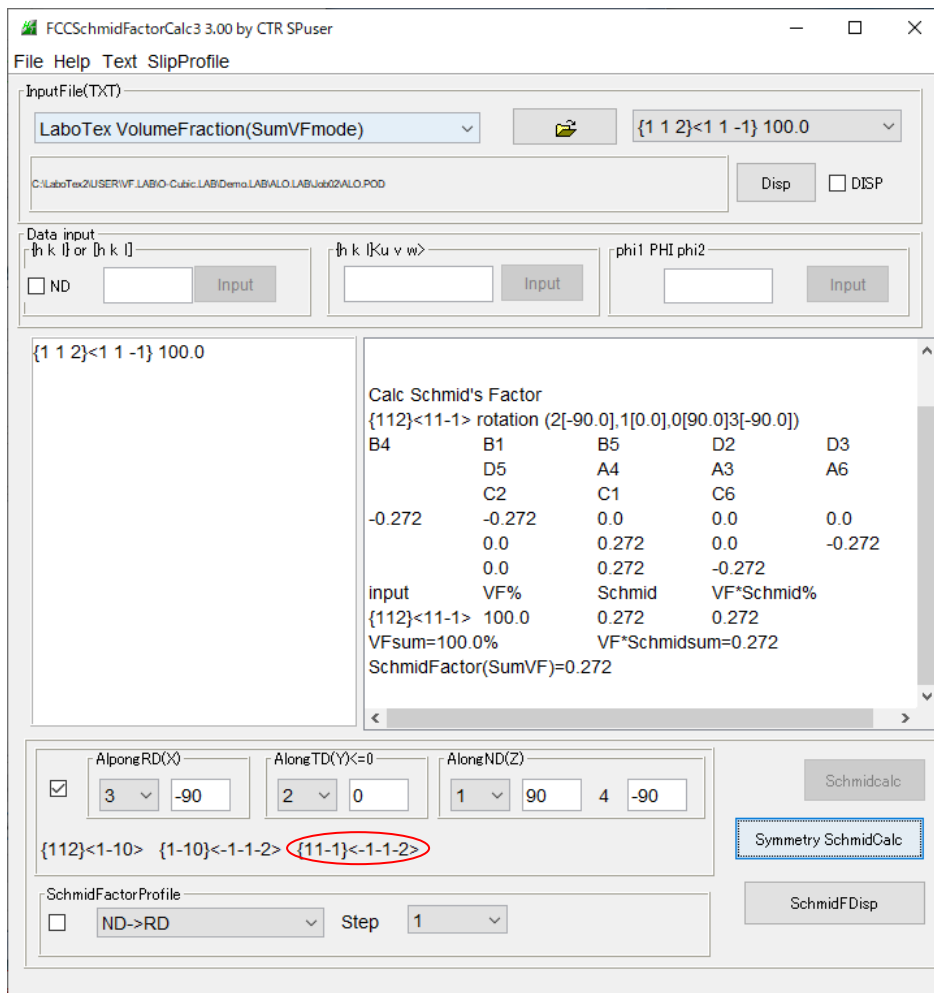 FCCSchmidFactorCalc3 3.00 by CTR SPuser
File Help Text SlipProfile
InputFile(TXT)
LaboTex VolumeFraction(SumVFmode)
{1 1 2}<1 1 -1} 100.0
C:\LaboTex2\USER\VF.LAB\O-Cubic.LAB\Demo.LAB\ALO.LAB\Job02\ALO.POD
Disp
DISP
Data input
{h k l} or [h k l]
{h k l}<u v w>
phi1 PHI phi2
ND
Input
Input
Input
{1 1 2}<1 1 -1} 100.0
Calc Schmid's Factor
{112}<11-1> rotation (2[-90.0],1[0.0],0[90.0]3[-90.0])
B4 B1 B5 D2 D3
D5 A4 A3 A6
C2 C1 C6
-0.272 -0.272 0.0 0.0 0.0
0.0 0.272 0.0 -0.272
0.0 0.272 -0.272
input VF% Schmid VF*Schmid%
{112}<11-1> 100.0 0.272 0.272
VFsum=100.0% VF*Schmidsum=0.272
SchmidFactor(SumVF)=0.272
AlpongRD(X)
AlongTD(Y)<=0
AlongND(Z)
3 -90 2 0 1 90 4 -90
Schmidcalc
{112}<1-10> {1-10}<-1-1-2> {11-1}<-1-1-2>
Symmetry SchmidCalc
SchmidFactorProfile
ND->RD
Step
1
SchmidFDisp